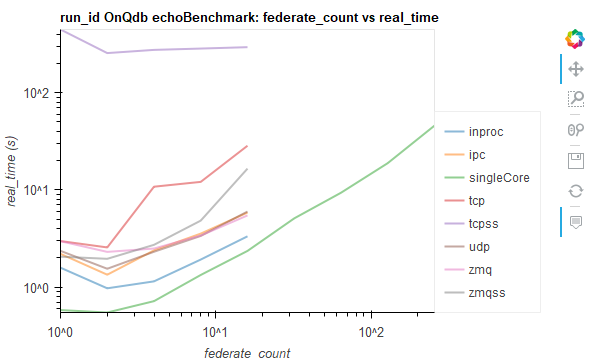 run_id OnQdb echoBenchmark: federate_count vs real_time
real_time (s)
10^2
10^1
10^0
10^0
10^1
10^2
federate_count
inproc
ipc
singleCore
tcp
tcpss
udp
zmq
zmqss